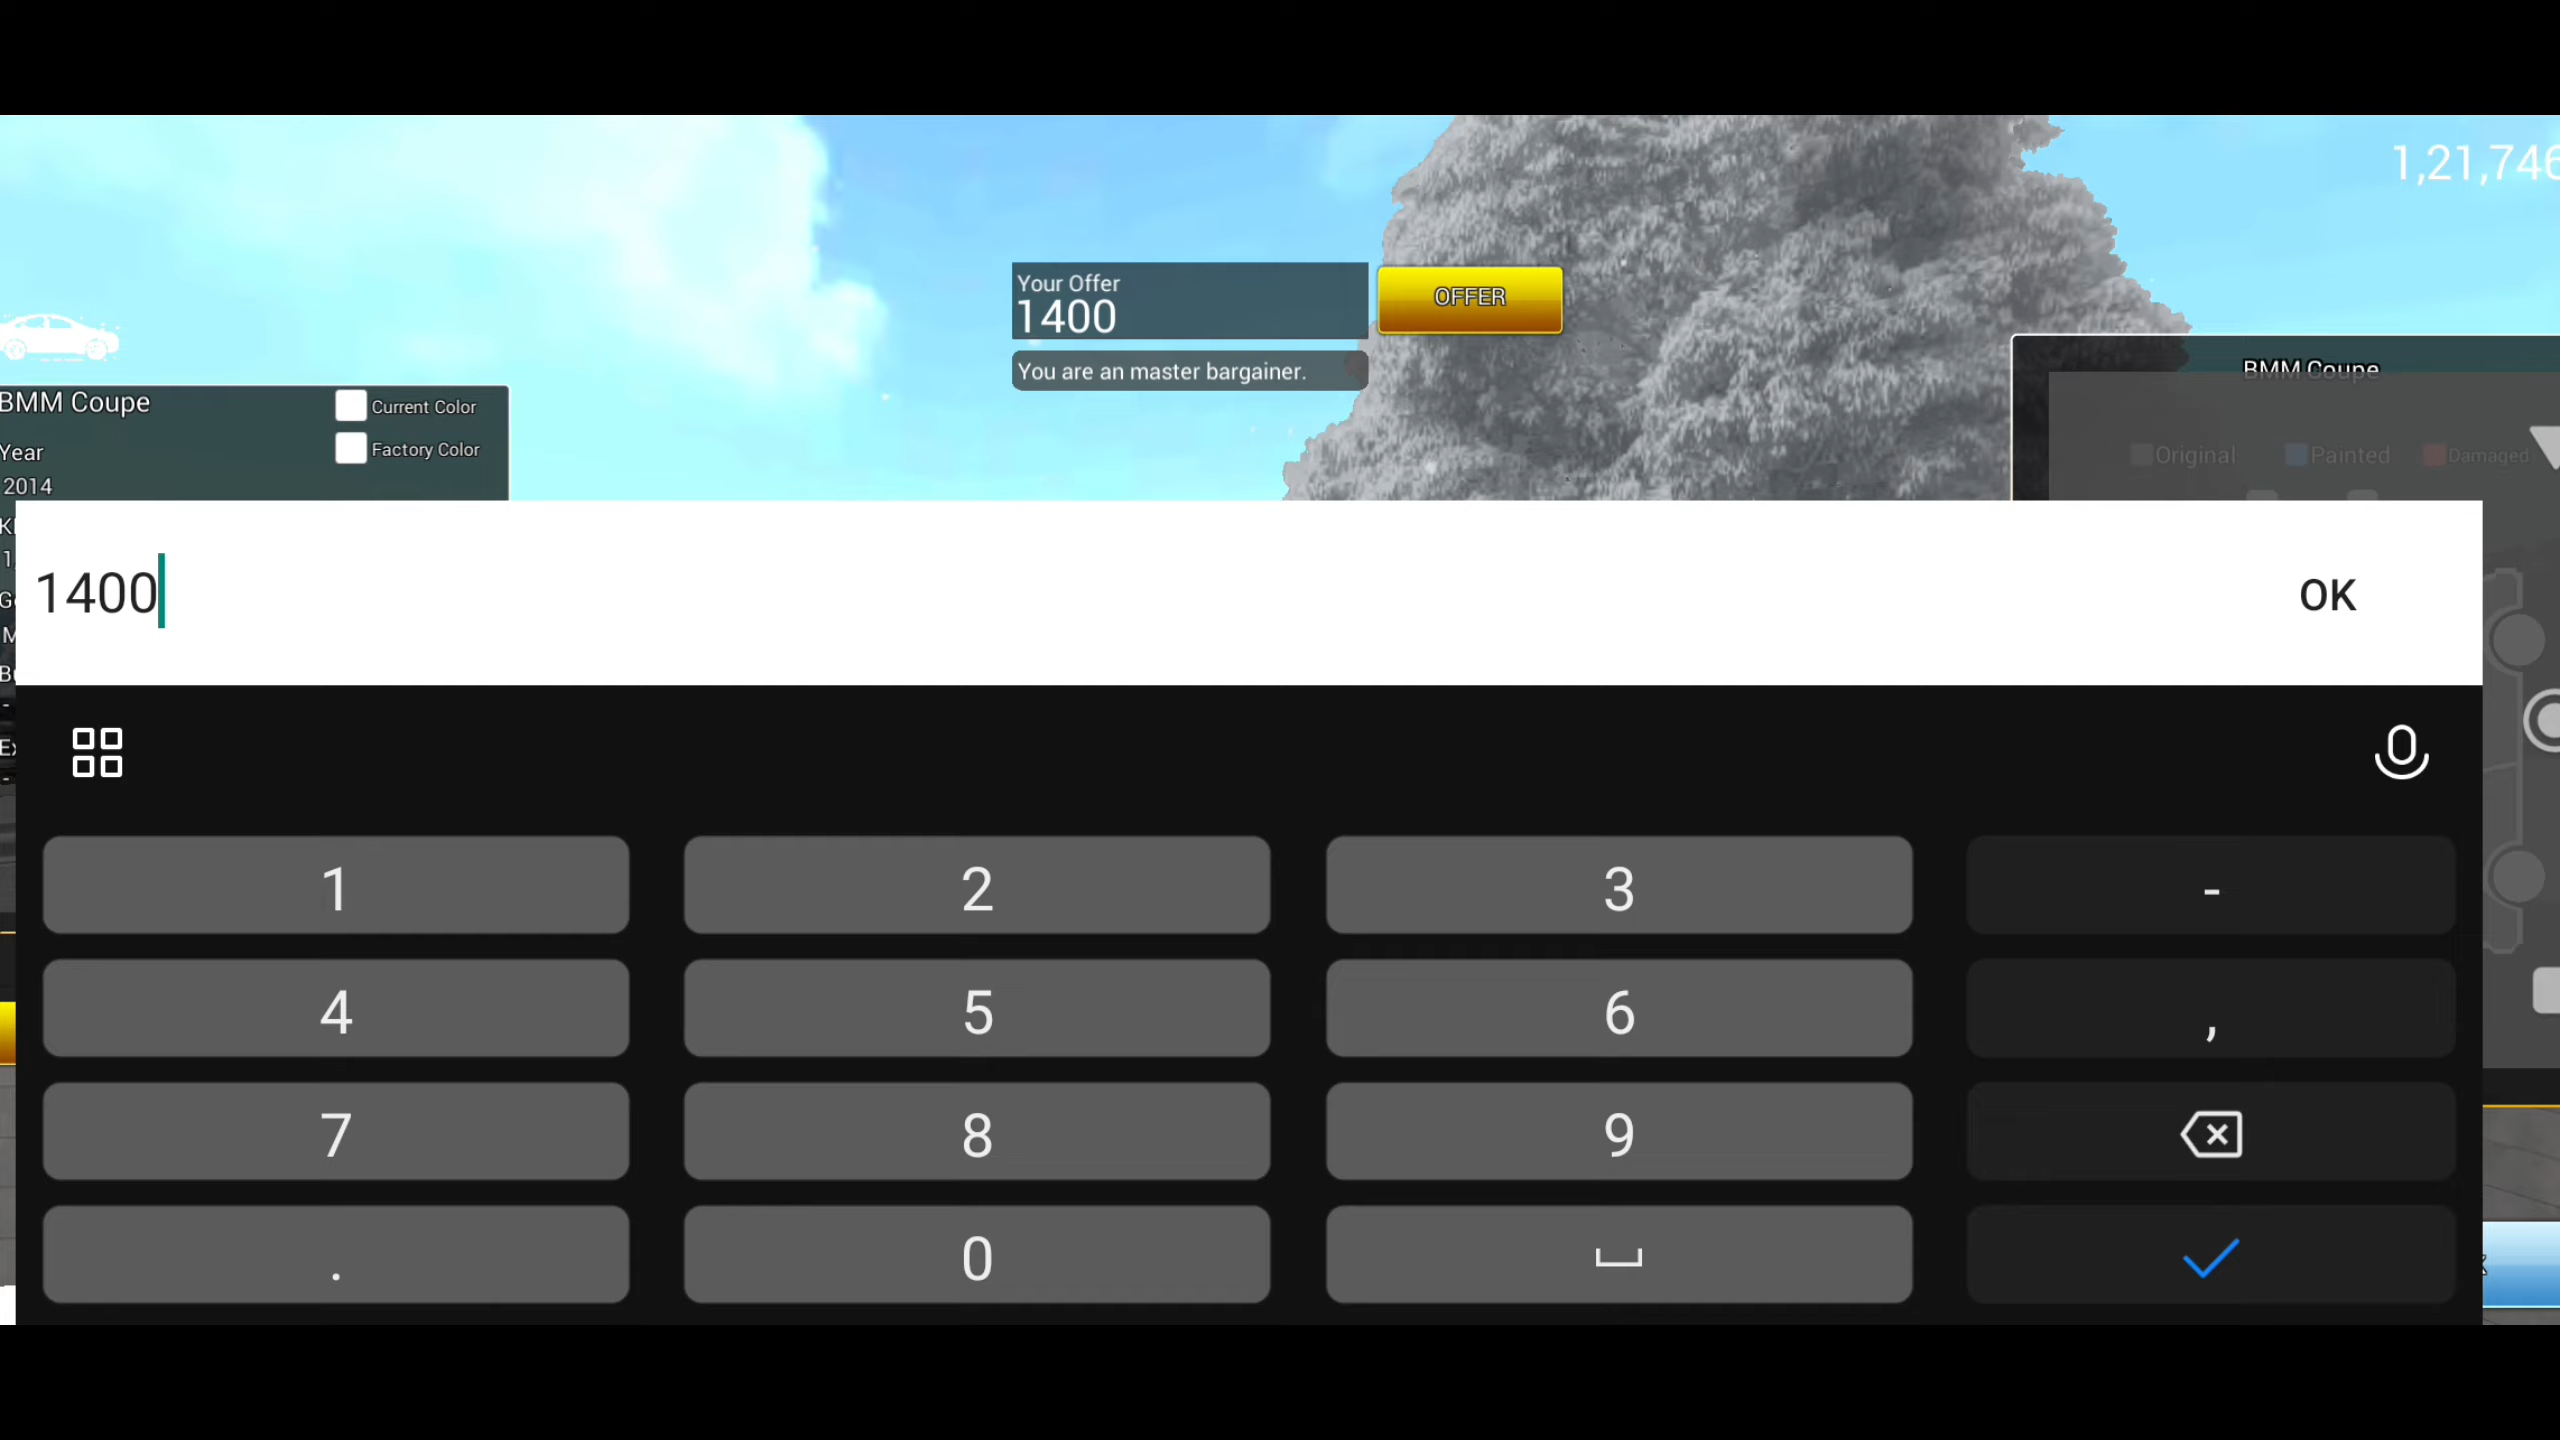 1,21,746
Your Offer
1400
OFFER
You are an master bargainer.
BMM Coupe
Current Color
Factory Color
Year
2014
BMM Coupe
Original
Painted
Damaged
1400
OK
1
2
3
-
4
5
6
,
7
8
9
.
0